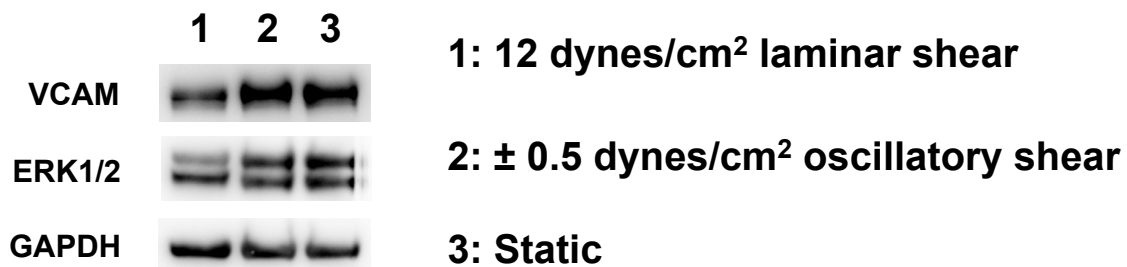 1 2 3
VCAM
ERK1/2
GAPDH
1: 12 dynes/cm² laminar shear
2: ± 0.5 dynes/cm² oscillatory shear
3: Static